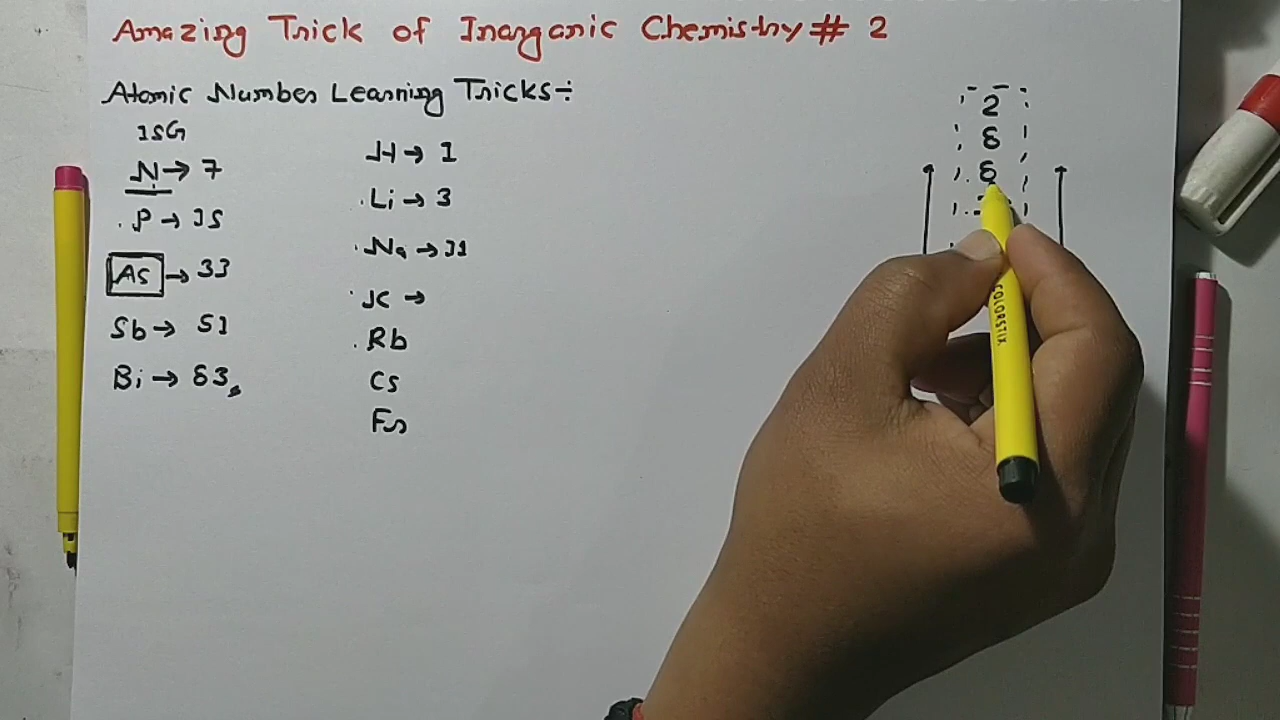 Amazing Trick of Inorganic Chemistry # 2
Atomic Number Learning Tricks ÷
15G
N → 7
. P → 15
As → 33
Sb → 51
Bi → 83,
H → 1
. Li → 3
. Na → 11
. K →
. Rb
Cs
Fr
2
8
8
COLORSTIX